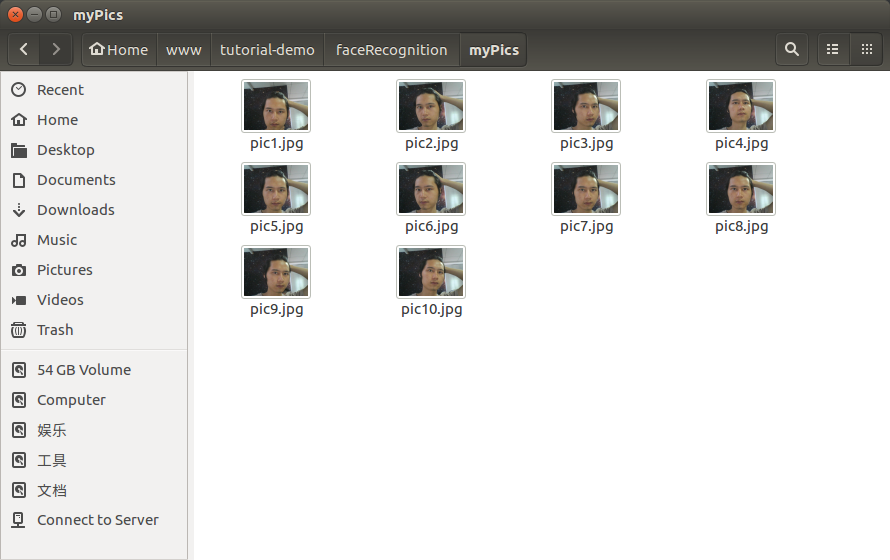 myPics
Home www tutorial-demo faceRecognition myPics
Recent
Home
Desktop
Documents
Downloads
Music
Pictures
Videos
Trash
54 GB Volume
Computer
娱乐
工具
文档
Connect to Server
pic1.jpg pic2.jpg pic3.jpg pic4.jpg
pic5.jpg pic6.jpg pic7.jpg pic8.jpg
pic9.jpg pic10.jpg